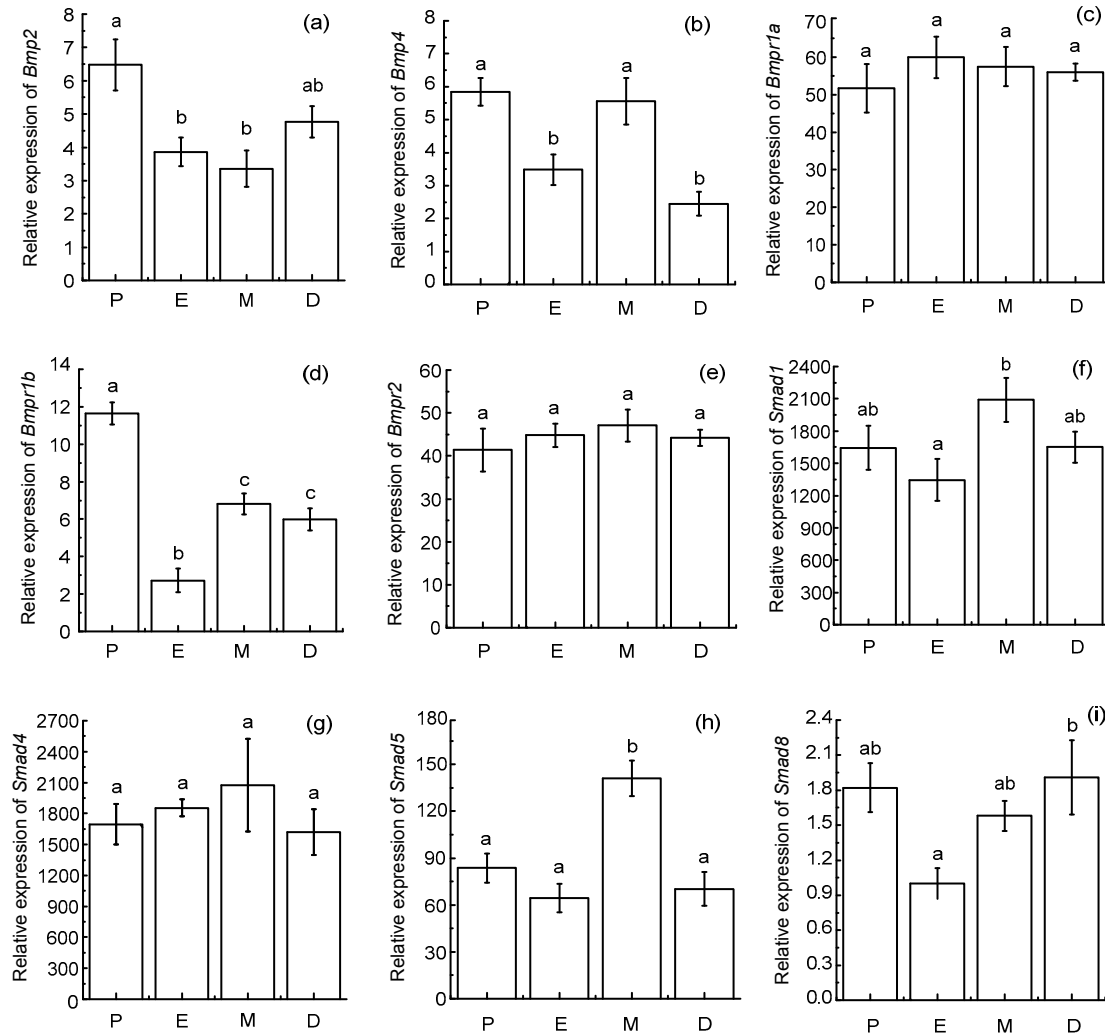 (a)
Relative expression of Bmp2
8
7
6
5
4
3
2
1
0
a
b
b
ab
P E M D
(b)
Relative expression of Bmp4
8
7
6
5
4
3
2
1
0
a
b
a
b
P E M D
(c)
Relative expression of Bmpr1a
70
60
50
40
30
20
10
0
a
a
a
a
P E M D
(d)
Relative expression of Bmpr1b
14
12
10
8
6
4
2
0
a
b
c
c
P E M D
(e)
Relative expression of Bmpr2
60
50
40
30
20
10
0
a
a
a
a
P E M D
(f)
Relative expression of Smad1
2400
2100
1800
1500
1200
900
600
300
0
ab
a
b
ab
P E M D
(g)
Relative expression of Smad4
2700
2400
2100
1800
1500
1200
900
600
300
0
a
a
a
a
P E M D
(h)
Relative expression of Smad5
180
150
120
90
60
30
0
a
a
b
a
P E M D
(i)
Relative expression of Smad8
2.4
2.1
1.8
1.5
1.2
0.9
0.6
0.3
0.0
ab
a
ab
b
P E M D